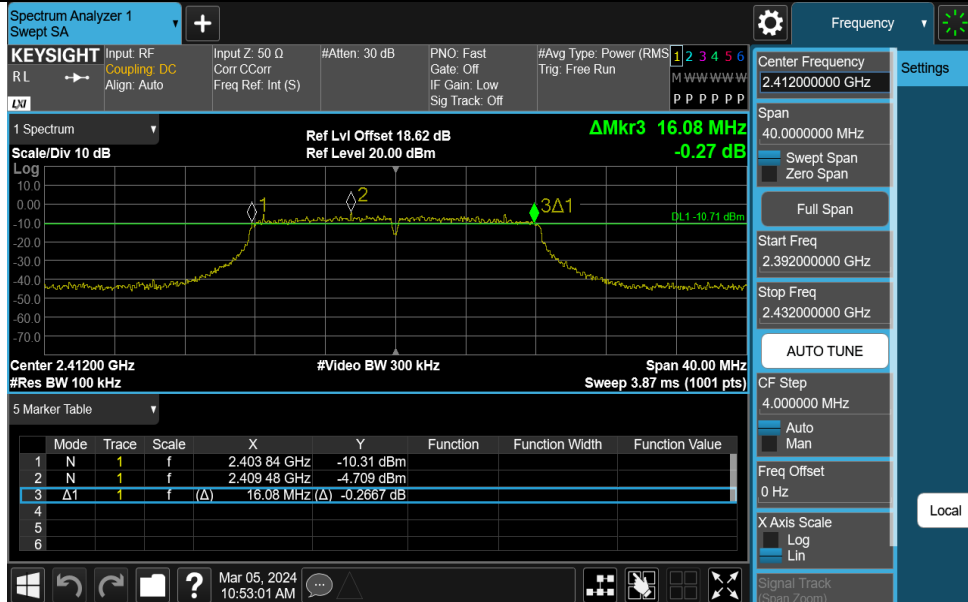 Spectrum Analyzer 1
Swept SA
+
Frequency
KEYSIGHT
RL
LXI
Input: RF
Coupling: DC
Align: Auto
Input Z: 50 Ω
Corr CCorr
Freq Ref: Int (S)
#Atten: 30 dB
PNO: Fast
Gate: Off
IF Gain: Low
Sig Track: Off
#Avg Type: Power (RMS
Trig: Free Run
1 2 3 4 5 6
M W W W W W
P P P P P P
1 Spectrum
Scale/Div 10 dB
Ref Lvl Offset 18.62 dB
Ref Level 20.00 dBm
ΔMkr3 16.08 MHz
-0.27 dB
Log
10.0
0.00
-10.0
-20.0
-30.0
-40.0
-50.0
-60.0
-70.0
1
2
3Δ1
DL1 -10.71 dBm
Center 2.41200 GHz
#Res BW 100 kHz
#Video BW 300 kHz
Span 40.00 MHz
Sweep 3.87 ms (1001 pts)
5 Marker Table
Mode Trace Scale X Y Function Function Width Function Value
1 N 1 f 2.403 84 GHz -10.31 dBm
2 N 1 f 2.409 48 GHz -4.709 dBm
3 Δ1 1 f (Δ) 16.08 MHz (Δ) -0.2667 dB
4
5
6
?
Mar 05, 2024
10:53:01 AM
Center Frequency
2.412000000 GHz
Span
40.0000000 MHz
Swept Span
Zero Span
Full Span
Start Freq
2.392000000 GHz
Stop Freq
2.432000000 GHz
AUTO TUNE
CF Step
4.000000 MHz
Auto
Man
Freq Offset
0 Hz
X Axis Scale
Log
Lin
Signal Track
(Span Zoom)
Settings
Local